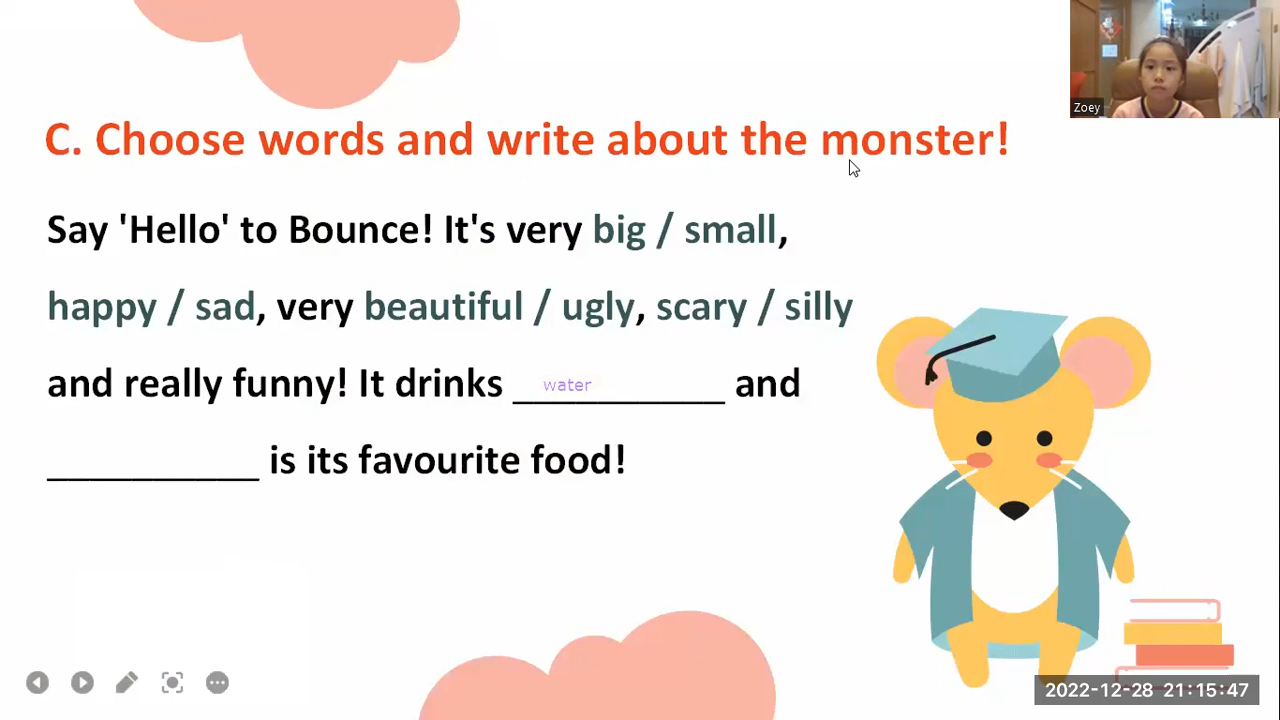 Zoey
C. Choose words and write about the monster!
Say 'Hello' to Bounce! It's very big / small,
happy / sad, very beautiful / ugly, scary / silly
and really funny! It drinks __________ and
water
__________ is its favourite food!
2022-12-28 21:15:47